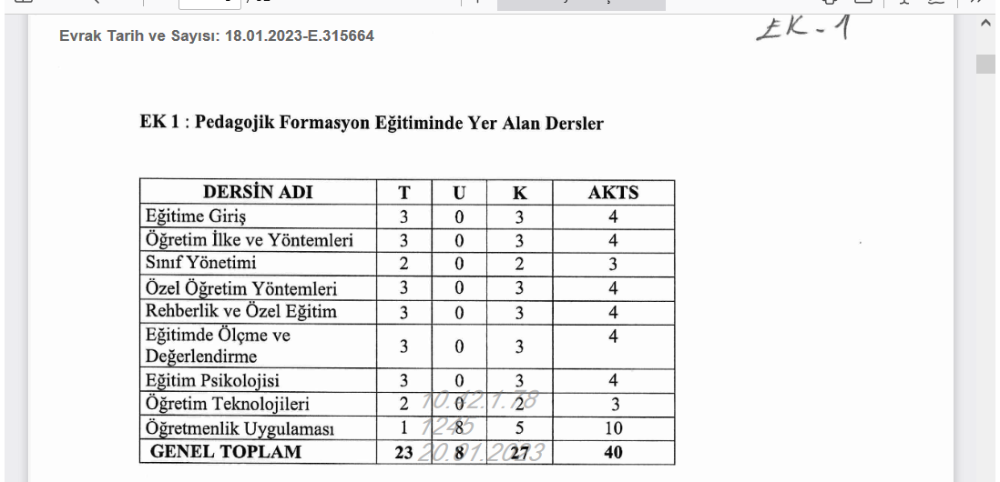 Evrak Tarih ve Sayısı: 18.01.2023-E.315664
EK-1
EK 1 : Pedagojik Formasyon Eğitiminde Yer Alan Dersler
DERSİN ADI T U K AKTS
Eğitime Giriş 3 0 3 4
Öğretim İlke ve Yöntemleri 3 0 3 4
Sınıf Yönetimi 2 0 2 3
Özel Öğretim Yöntemleri 3 0 3 4
Rehberlik ve Özel Eğitim 3 0 3 4
Eğitimde Ölçme ve
Değerlendirme 3 0 3 4
Eğitim Psikolojisi 3 0 3 4
Öğretim Teknolojileri 2 0 2 3
10.42.1.78
Öğretmenlik Uygulaması 1 8 5 10
1245
GENEL TOPLAM 23 8 27 40
20.01.2023